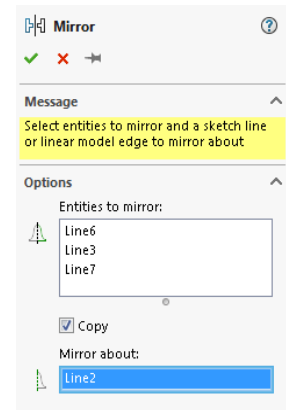 Mirror
Message
Select entities to mirror and a sketch line
or linear model edge to mirror about
Options
Entities to mirror:
Line6
Line3
Line7
Copy
Mirror about:
Line2